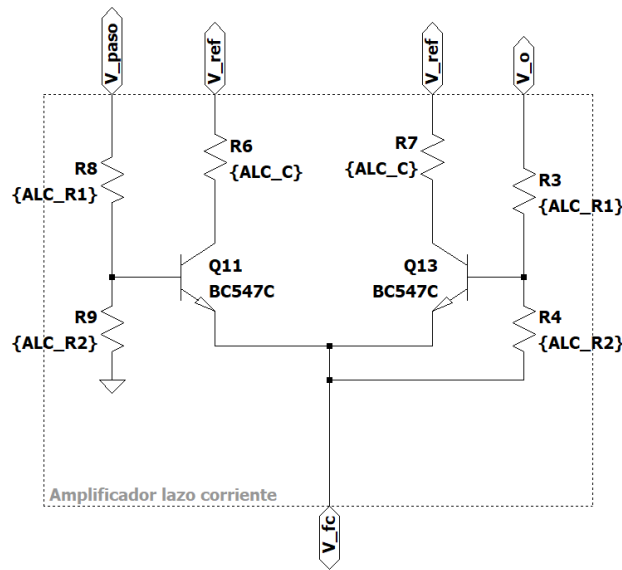 V_paso
V_ref
V_ref
V_o
R8
{ALC_R1}
R6
{ALC_C}
R7
{ALC_C}
R3
{ALC_R1}
Q11
BC547C
Q13
BC547C
R9
{ALC_R2}
R4
{ALC_R2}
Amplificador lazo corriente
V_fc